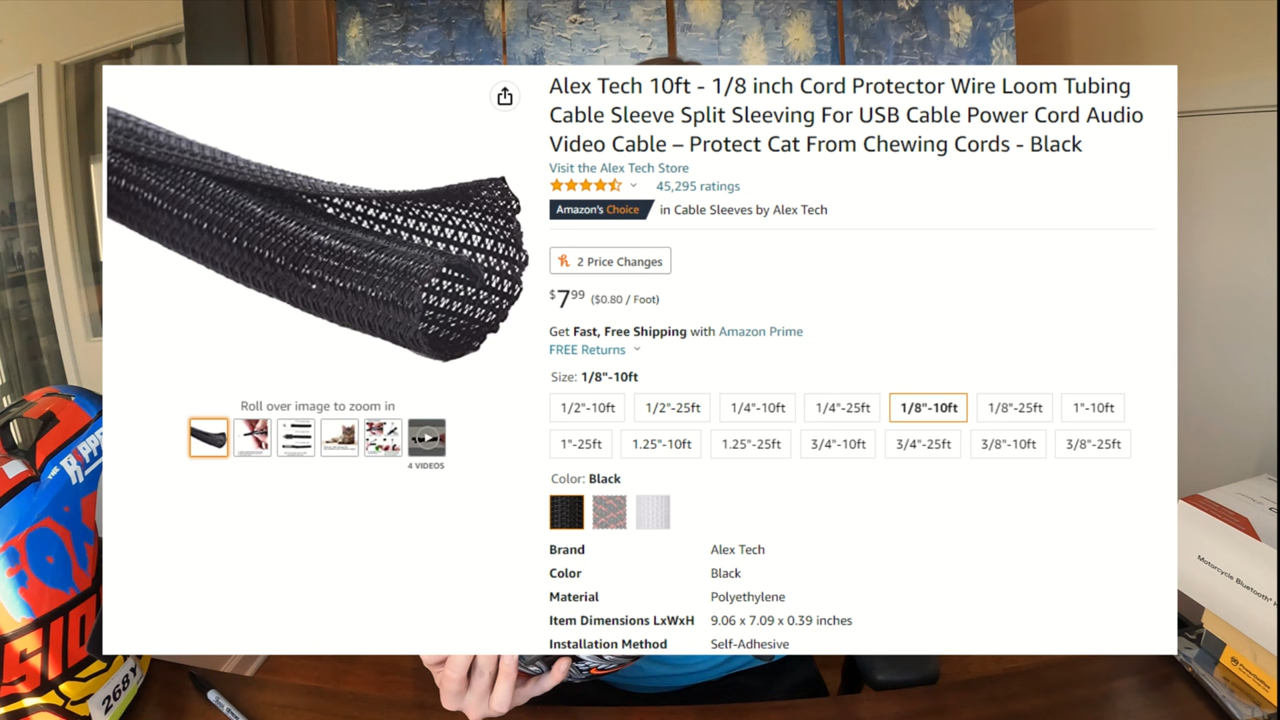 Alex Tech 10ft - 1/8 inch Cord Protector Wire Loom Tubing
Cable Sleeve Split Sleeving For USB Cable Power Cord Audio
Video Cable – Protect Cat From Chewing Cords - Black
Visit the Alex Tech Store
45,295 ratings
Amazon's Choice in Cable Sleeves by Alex Tech
2 Price Changes
$7.99 ($0.80 / Foot)
Get Fast, Free Shipping with Amazon Prime
FREE Returns
Size: 1/8"-10ft
1/2"-10ft 1/2"-25ft 1/4"-10ft 1/4"-25ft 1/8"-10ft 1/8"-25ft 1"-10ft
1"-25ft 1.25"-10ft 1.25"-25ft 3/4"-10ft 3/4"-25ft 3/8"-10ft 3/8"-25ft
Color: Black
Brand Alex Tech
Color Black
Material Polyethylene
Item Dimensions LxWxH 9.06 x 7.09 x 0.39 inches
Installation Method Self-Adhesive
Roll over image to zoom in
4 VIDEOS
THE
FOX
268Y
Motorcycle Bluetooth